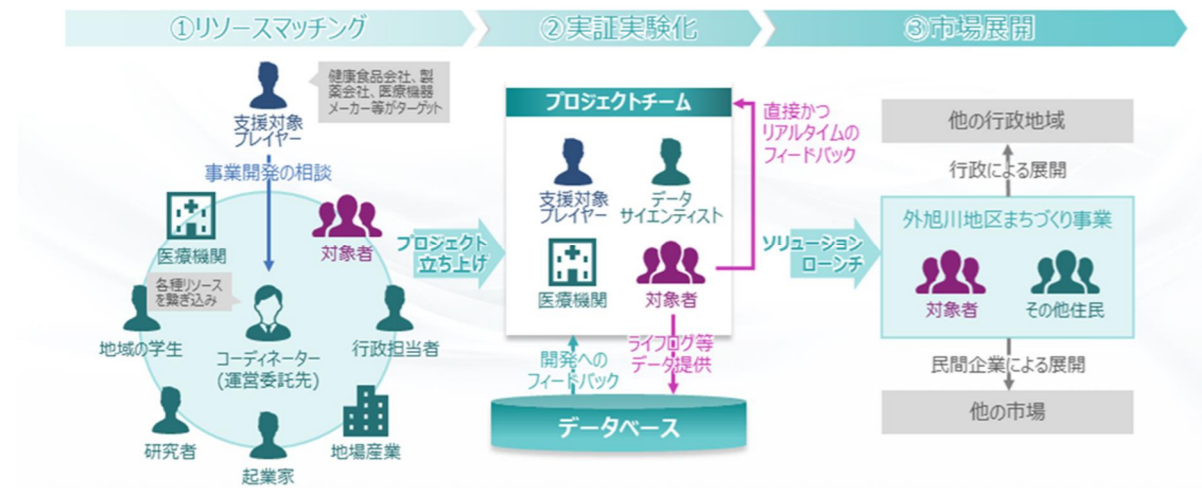 ①リソースマッチング
②実証実験化
③市場展開
健康食品会社、製
薬会社、医療機器
メーカー等がターゲット
支援対象
プレイヤー
事業開発の相談
医療機関
対象者
各種リソース
を繋ぎ込み
地域の学生
コーディネーター
(運営委託先)
行政担当者
研究者
起業家
地場産業
プロジェクト
立ち上げ
プロジェクトチーム
支援対象
プレイヤー
データ
サイエンティスト
医療機関
対象者
直接かつ
リアルタイムの
フィードバック
開発への
フィードバック
ライフログ等
データ提供
データベース
ソリューション
ローンチ
他の行政地域
行政による展開
外旭川地区まちづくり事業
対象者
その他住民
民間企業による展開
他の市場